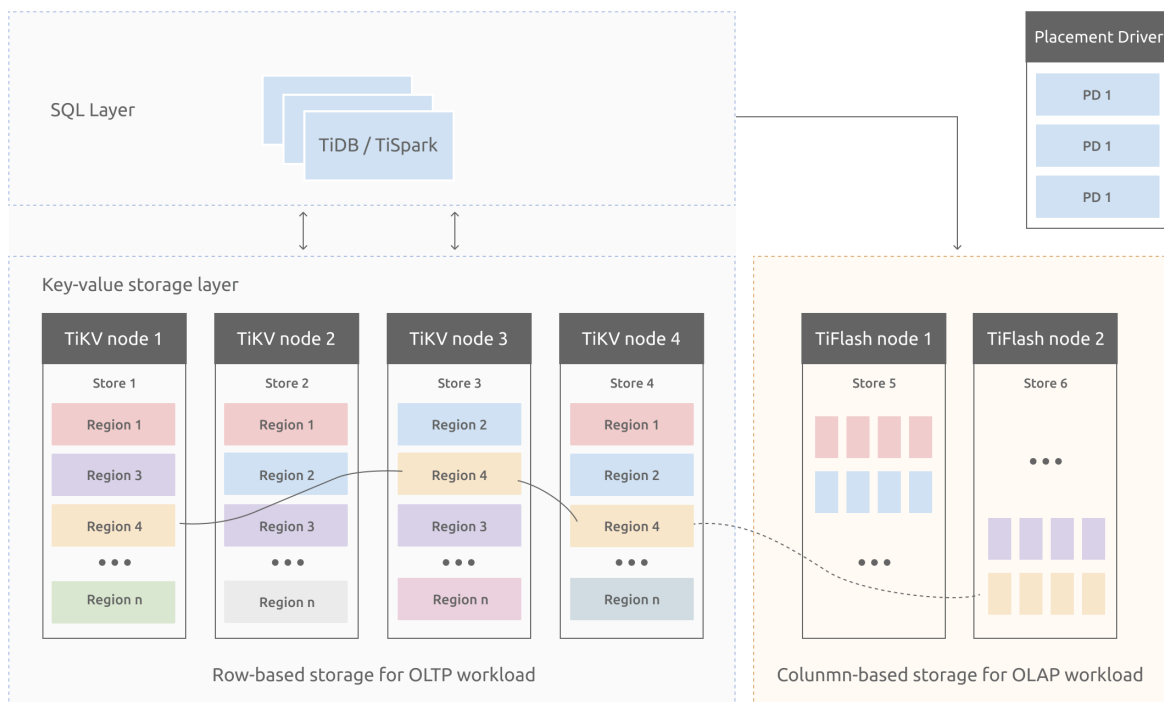 SQL Layer
TiDB / TiSpark
Placement Driver
PD 1
PD 1
PD 1
Key-value storage layer
TiKV node 1
Store 1
Region 1
Region 3
Region 4
Region n
TiKV node 2
Store 2
Region 1
Region 2
Region 3
Region n
TiKV node 3
Store 3
Region 2
Region 4
Region 3
Region n
TiKV node 4
Store 4
Region 1
Region 2
Region 4
Region n
Row-based storage for OLTP workload
TiFlash node 1
Store 5
TiFlash node 2
Store 6
Colunmn-based storage for OLAP workload